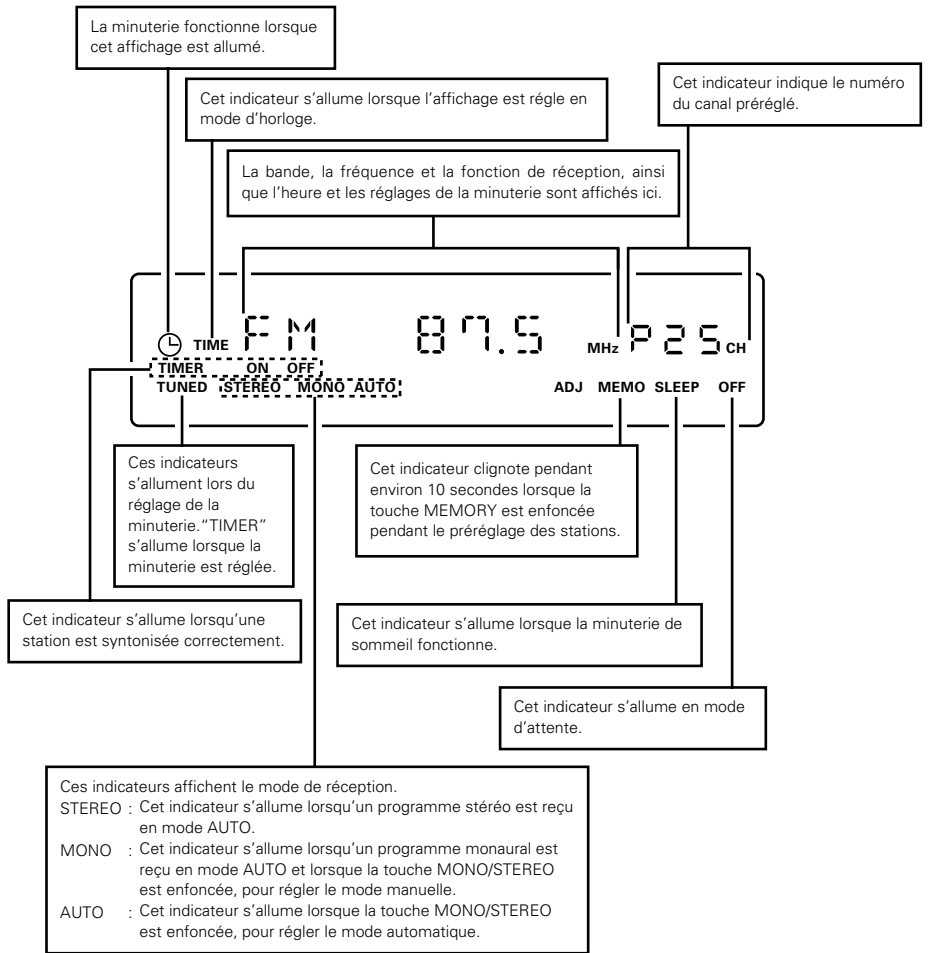 La minuterie fonctionne lorsque
cet affichage est allumé.
Cet indicateur s'allume lorsque l'affichage est régle en
mode d'horloge.
Cet indicateur indique le numéro
du canal préréglé.
La bande, la fréquence et la fonction de réception, ainsi
que l'heure et les réglages de la minuterie sont affichés ici.
TIME FM 87.5 MHz P25 CH
TIMER ON OFF
TUNED STEREO MONO AUTO ADJ MEMO SLEEP OFF
Ces indicateurs
s'allument lors du
réglage de la
minuterie.“TIMER”
s'allume lorsque la
minuterie est réglée.
Cet indicateur clignote pendant
environ 10 secondes lorsque la
touche MEMORY est enfoncée
pendant le préréglage des stations.
Cet indicateur s'allume lorsqu'une
station est syntonisée correctement.
Cet indicateur s'allume lorsque la minuterie de
sommeil fonctionne.
Cet indicateur s'allume en mode
d'attente.
Ces indicateurs affichent le mode de réception.
STEREO : Cet indicateur s'allume lorsqu'un programme stéréo est reçu
en mode AUTO.
MONO : Cet indicateur s'allume lorsqu'un programme monaural est
reçu en mode AUTO et lorsque la touche MONO/STEREO
est enfoncée, pour régler le mode manuelle.
AUTO : Cet indicateur s'allume lorsque la touche MONO/STEREO
est enfoncée, pour régler le mode automatique.